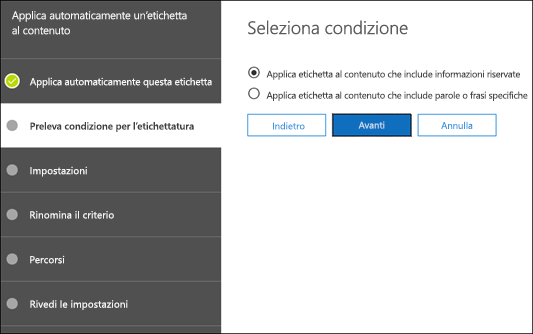 Applica automaticamente un'etichetta
al contenuto
Applica automaticamente questa etichetta
Preleva condizione per l'etichettatura
Impostazioni
Rinomina il criterio
Percorsi
Rivedi le impostazioni
Seleziona condizione
Applica etichetta al contenuto che include informazioni riservate
Applica etichetta al contenuto che include parole o frasi specifiche
Indietro
Avanti
Annulla